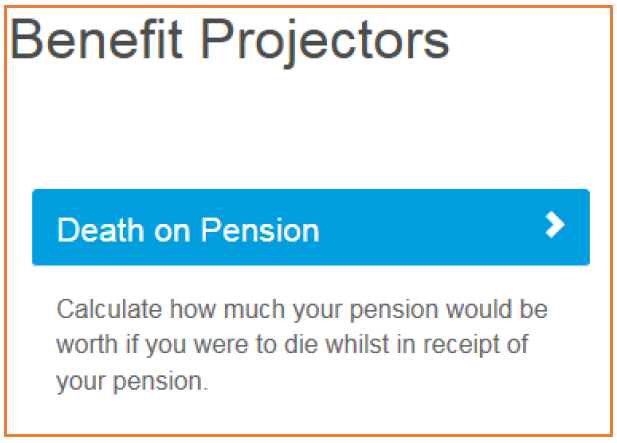 Benefit Projectors
Death on Pension
Calculate how much your pension would be
worth if you were to die whilst in receipt of
your pension.